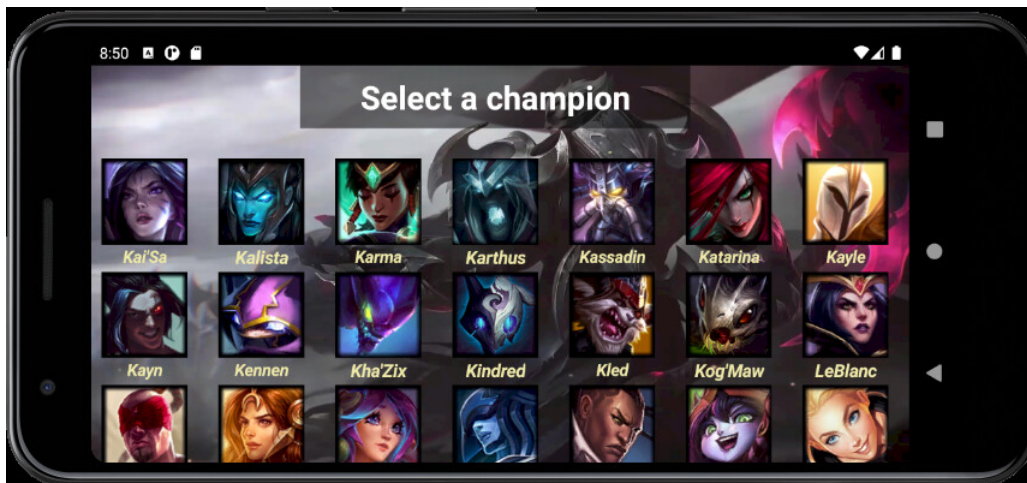 8:50
Select a champion
Kai'Sa Kalista Karma Karthus Kassadin Katarina Kayle
Kayn Kennen Kha'Zix Kindred Kled Kog'Maw LeBlanc